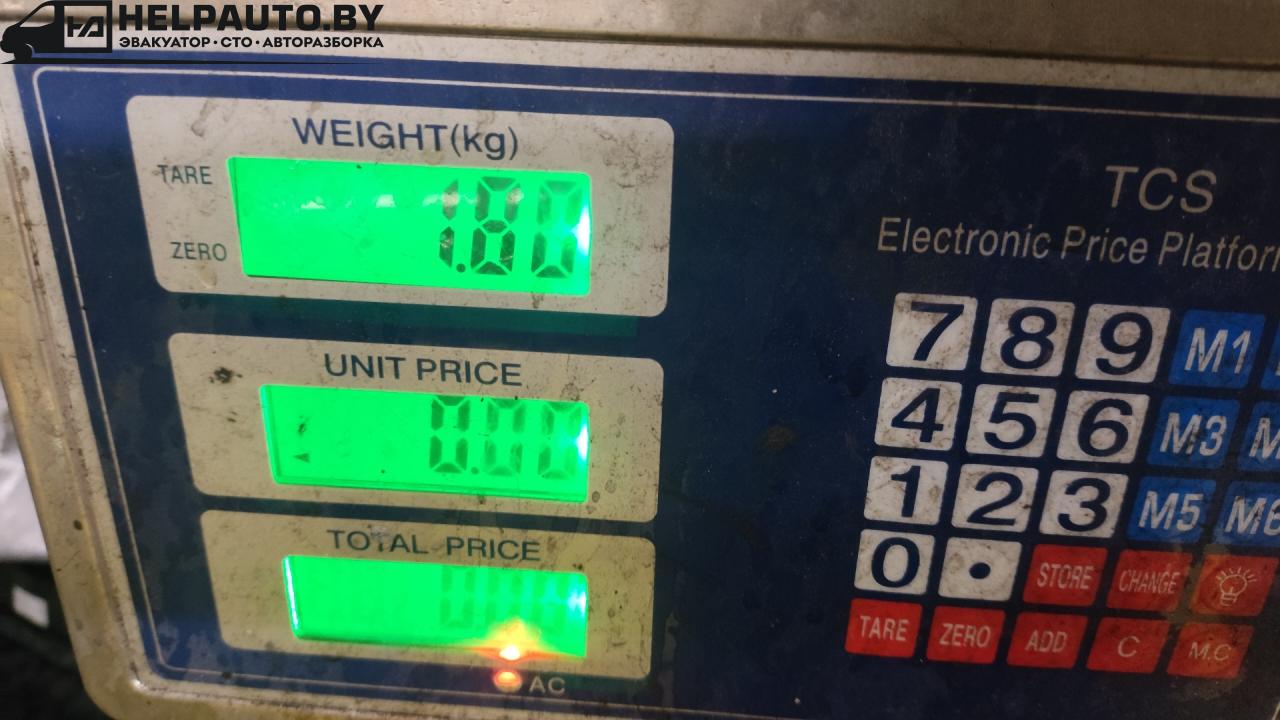 HELPAUTO.BY
ЭВАКУАТОР·СТО·АВТОРАЗБОРКА
WEIGHT(kg)
TARE
1.80
ZERO
UNIT PRICE
0.00
TOTAL PRICE
AC
TCS
Electronic Price
7 8 9 M1
4 5 6 M3
1 2 3 M5 M6
0 . STORE CHANGE
TARE ZERO ADD C M.C